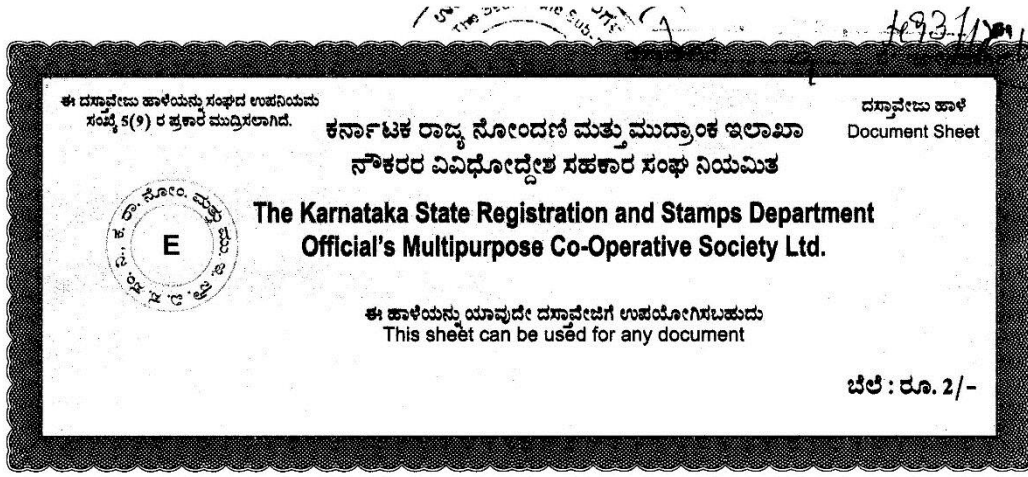 ಈ ದಸ್ತಾವೇಜು ಹಾಳೆಯನ್ನು ಸಂಘದ ಉಪನಿಯಮ
ಸಂಖ್ಯೆ 5(9) ರ ಪ್ರಕಾರ ಮುದ್ರಿಸಲಾಗಿದೆ.
ದಸ್ತಾವೇಜು ಹಾಳೆ
Document Sheet
ಕರ್ನಾಟಕ ರಾಜ್ಯ ನೋಂದಣಿ ಮತ್ತು ಮುದ್ರಾಂಕ ಇಲಾಖಾ
ನೌಕರರ ವಿವಿಧೋದ್ದೇಶ ಸಹಕಾರ ಸಂಘ ನಿಯಮಿತ
E
The Karnataka State Registration and Stamps Department
Official's Multipurpose Co-Operative Society Ltd.
ಈ ಹಾಳೆಯನ್ನು ಯಾವುದೇ ದಸ್ತಾವೇಜಿಗೆ ಉಪಯೋಗಿಸಬಹುದು
This sheet can be used for any document
ಬೆಲೆ : ರೂ. 2/-